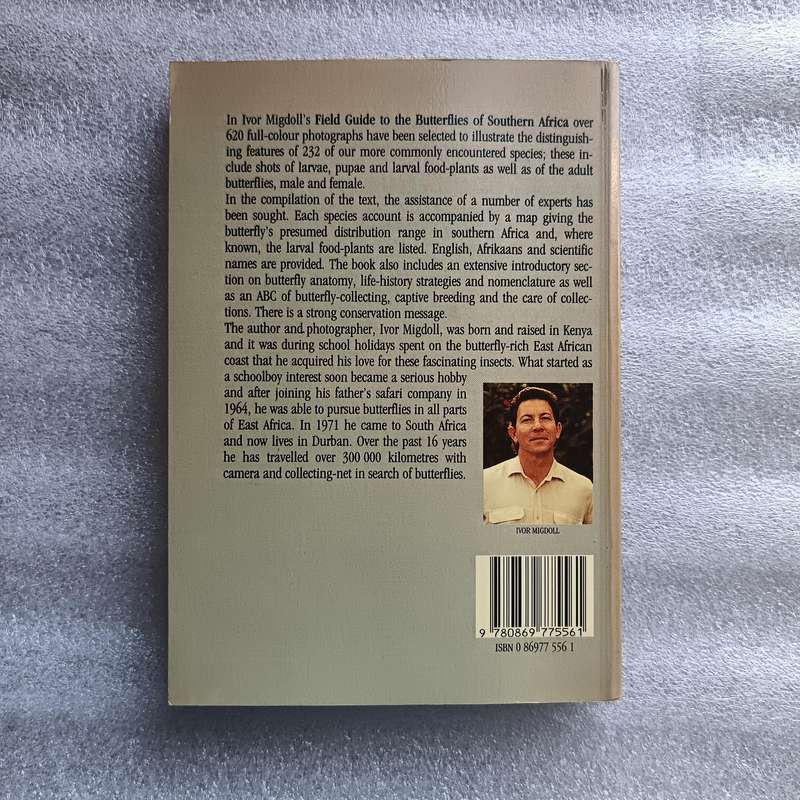 In Ivor Migdoll's Field Guide to the Butterflies of Southern Africa over
620 full-colour photographs have been selected to illustrate the distinguish-
ing features of 232 of our more commonly encountered species; these in-
clude shots of larvae, pupae and larval food-plants as well as of the adult
butterflies, male and female.
In the compilation of the text, the assistance of a number of experts has
been sought. Each species account is accompanied by a map giving the
butterfly's presumed distribution range in southern Africa and, where
known, the larval food-plants are listed. English, Afrikaans and scientific
names are provided. The book also includes an extensive introductory sec-
tion on butterfly anatomy, life-history strategies and nomenclature as well
as an ABC of butterfly-collecting, captive breeding and the care of collec-
tions. There is a strong conservation message.
The author and photographer, Ivor Migdoll, was born and raised in Kenya
and it was during school holidays spent on the butterfly-rich East African
coast that he acquired his love for these fascinating insects. What started as
a schoolboy interest soon became a serious hobby
and after joining his father's safari company in
1964, he was able to pursue butterflies in all parts
of East Africa. In 1971 he came to South Africa
and now lives in Durban. Over the past 16 years
he has travelled over 300 000 kilometres with
camera and collecting-net in search of butterflies.
IVOR MIGDOLL
9 780869 775561
ISBN 0 86977 556 1